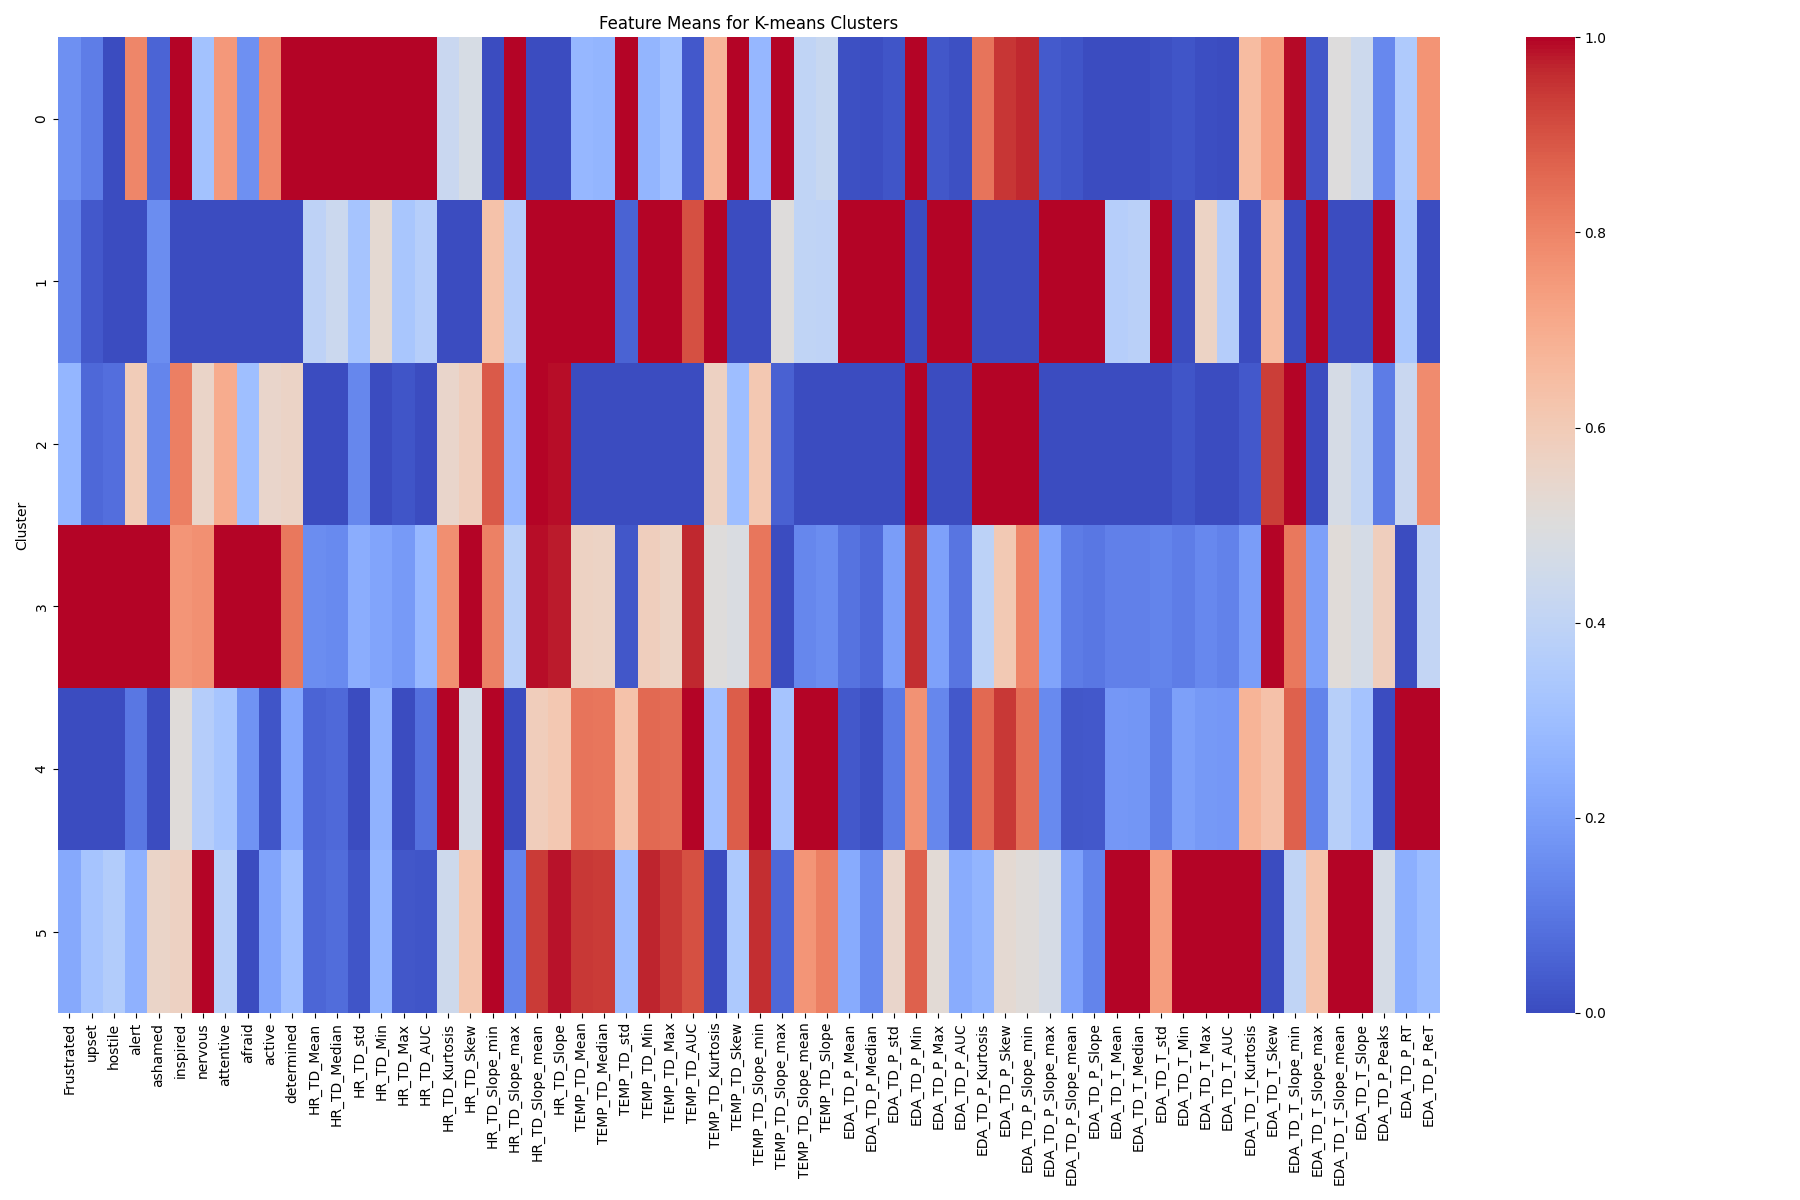 Feature Means for K-means Clusters
Cluster
0
1
2
3
4
5
Frustrated
upset
hostile
alert
ashamed
inspired
nervous
attentive
afraid
active
determined
HR_TD_Mean
HR_TD_Median
HR_TD_std
HR_TD_Min
HR_TD_Max
HR_TD_AUC
HR_TD_Kurtosis
HR_TD_Skew
HR_TD_Slope_min
HR_TD_Slope_max
HR_TD_Slope_mean
HR_TD_Slope
TEMP_TD_Mean
TEMP_TD_Median
TEMP_TD_std
TEMP_TD_Min
TEMP_TD_Max
TEMP_TD_AUC
TEMP_TD_Kurtosis
TEMP_TD_Skew
TEMP_TD_Slope_min
TEMP_TD_Slope_max
TEMP_TD_Slope_mean
TEMP_TD_Slope
EDA_TD_P_Mean
EDA_TD_P_Median
EDA_TD_P_std
EDA_TD_P_Min
EDA_TD_P_Max
EDA_TD_P_AUC
EDA_TD_P_Kurtosis
EDA_TD_P_Skew
EDA_TD_P_Slope_min
EDA_TD_P_Slope_max
EDA_TD_P_Slope_mean
EDA_TD_P_Slope
EDA_TD_T_Mean
EDA_TD_T_Median
EDA_TD_T_std
EDA_TD_T_Min
EDA_TD_T_Max
EDA_TD_T_AUC
EDA_TD_T_Kurtosis
EDA_TD_T_Skew
EDA_TD_T_Slope_min
EDA_TD_T_Slope_max
EDA_TD_T_Slope_mean
EDA_TD_T_Slope
EDA_TD_P_Peaks
EDA_TD_P_RT
EDA_TD_P_ReT
1.0
0.8
0.6
0.4
0.2
0.0